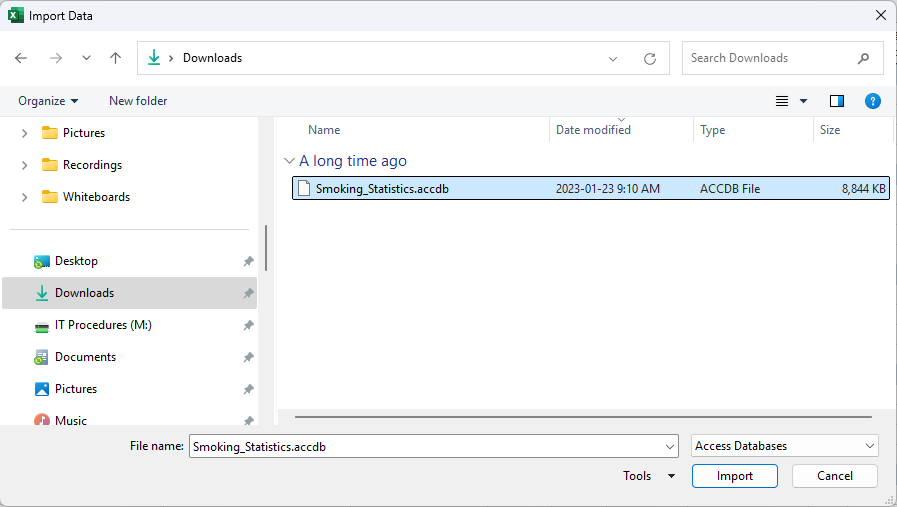 Import Data
Downloads
Search Downloads
Organize
New folder
Name
Date modified
Type
Size
Pictures
Recordings
Whiteboards
A long time ago
Smoking_Statistics.accdb 2023-01-23 9:10 AM ACCDB File 8,844 KB
Desktop
Downloads
IT Procedures (M:)
Documents
Pictures
Music
File name: Smoking_Statistics.accdb
Access Databases
Tools
Import
Cancel